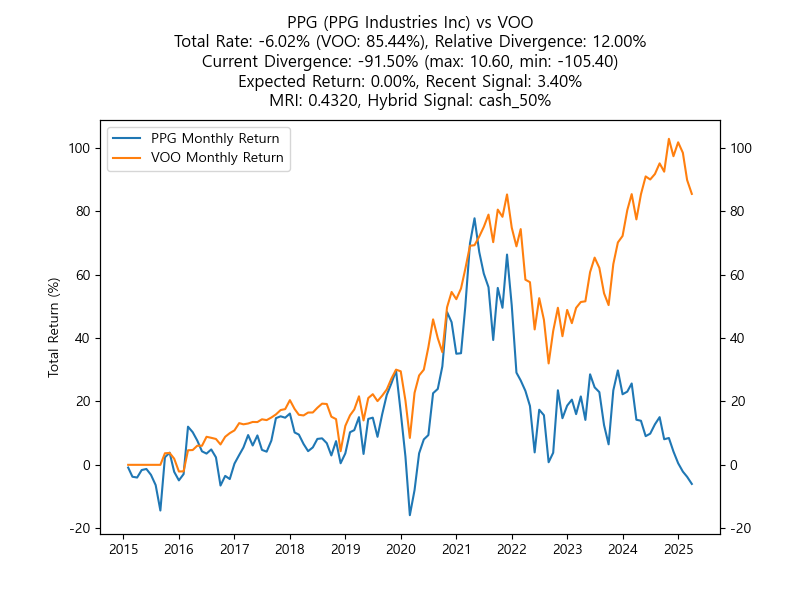 PPG (PPG Industries Inc) vs VOO
Total Rate: -6.02% (VOO: 85.44%), Relative Divergence: 12.00%
Current Divergence: -91.50% (max: 10.60, min: -105.40)
Expected Return: 0.00%, Recent Signal: 3.40%
MRI: 0.4320, Hybrid Signal: cash_50%
PPG Monthly Return
VOO Monthly Return
100 100
80 80
60 60
40 40
20 20
0 0
-20 -20
Total Return (%)
2015 2016 2017 2018 2019 2020 2021 2022 2023 2024 2025